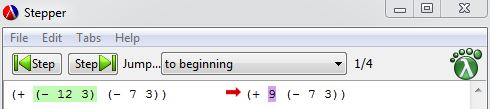 Stepper
File Edit Tabs Help
Step Step Jump... to beginning 1/4
(+ (- 12 3) (- 7 3)) (+ 9 (- 7 3))